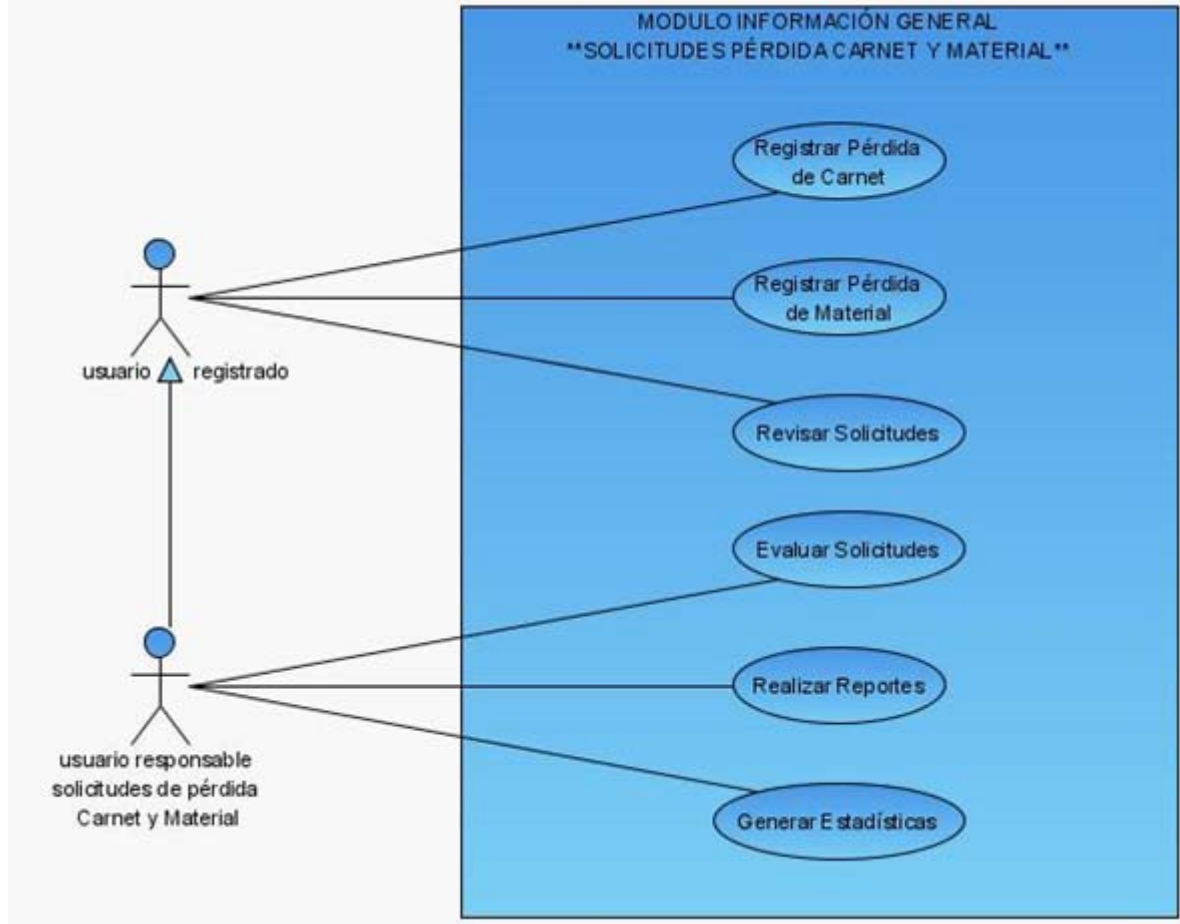 MODULO INFORMACIÓN GENERAL
**SOLICITUDES PÉRDIDA CARNET Y MATERIAL**
Registrar Pérdida
de Carnet
Registrar Pérdida
de Material
usuario registrado
Revisar Solicitudes
Evaluar Solicitudes
Realizar Reportes
usuario responsable
solicitudes de pérdida
Carnet y Material
Generar Estadísticas